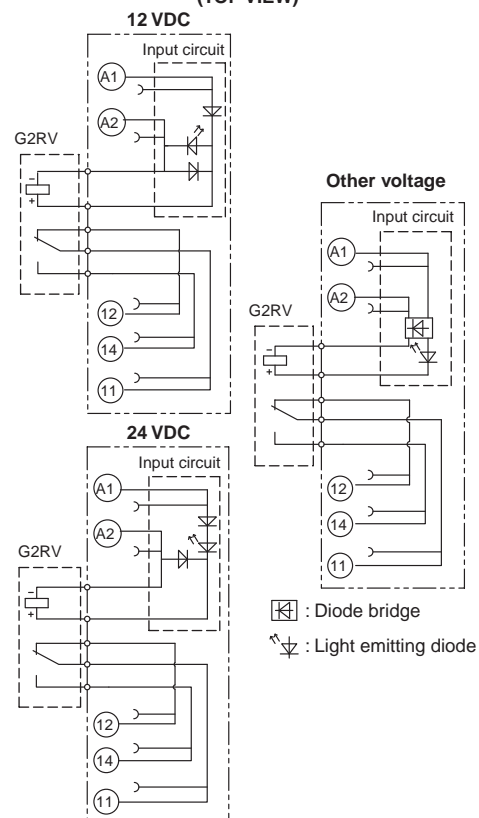 (TOP VIEW)
12 VDC
Input circuit
A1
A2
G2RV
-
+
12
14
11
Other voltage
Input circuit
A1
A2
G2RV
-
+
12
14
11
24 VDC
Input circuit
A1
A2
G2RV
-
+
12
14
11
: Diode bridge
: Light emitting diode